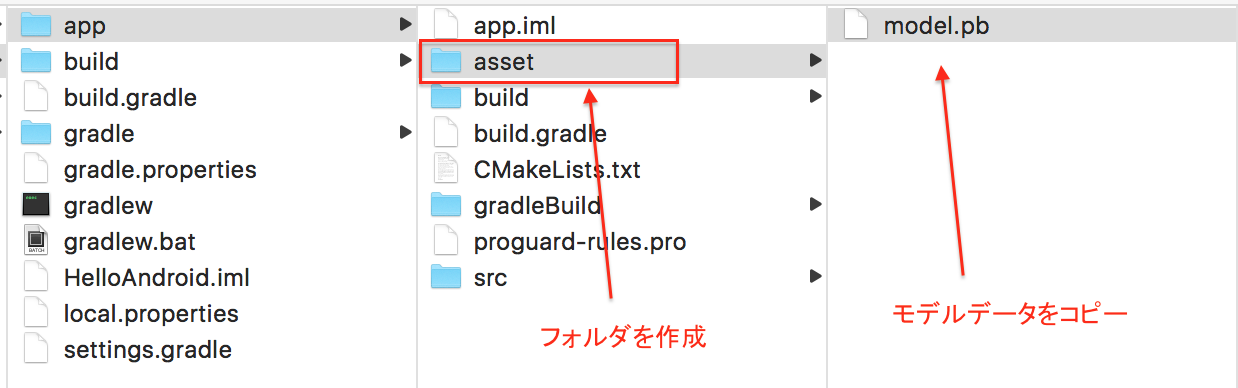 app
build
build.gradle
gradle
gradle.properties
gradlew
gradlew.bat
HelloAndroid.iml
local.properties
settings.gradle
app.iml
asset
build
build.gradle
CMakeLists.txt
gradleBuild
proguard-rules.pro
src
フォルダを作成
model.pb
モデルデータをコピー